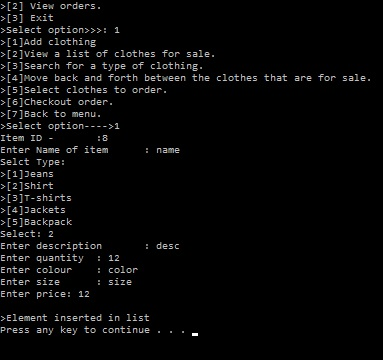 >[2] View orders.
>[3] Exit
>Select option>>>: 1
>[1]Add clothing
>[2]View a list of clothes for sale.
>[3]Search for a type of clothing.
>[4]Move back and forth between the clothes that are for sale.
>[5]Select clothes to order.
>[6]Checkout order.
>[7]Back to menu.
>Select option---->1
Item ID -       :8
Enter Name of item      : name
Selct Type:
>[1]Jeans
>[2]Shirt
>[3]T-shirts
>[4]Jackets
>[5]Backpack
Select: 2
Enter description       : desc
Enter quantity  : 12
Enter colour    : color
Enter size      : size
Enter price: 12
>Element inserted in list
Press any key to continue . . .